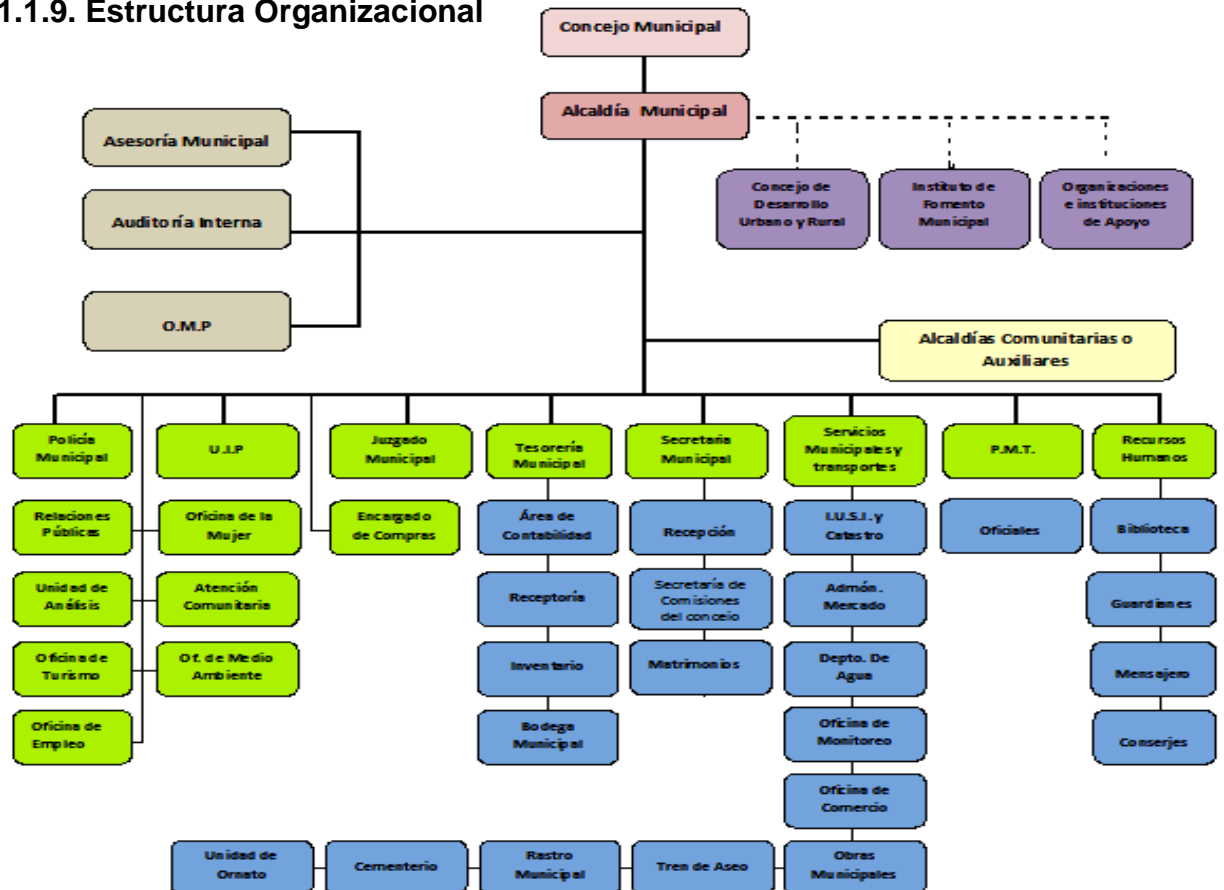 1.1.9. Estructura Organizacional
Concejo Municipal
Alcaldía Municipal
Asesoría Municipal
Auditoría Interna
O.M.P
Concejo de
Desarrollo
Urbano y Rural
Instituto de
Fomento
Municipal
Organizaciones
e instituciones
de Apoyo
Alcaldías Comunitarias o
Auxiliares
Policía
Municipal
U.I.P
Juzgado
Municipal
Tesorería
Municipal
Secretaria
Municipal
Servicios
Municipales y
transportes
P.M.T.
Recursos
Humanos
Relaciones
Públicas
Oficina de la
Mujer
Encargado
de Compras
Área de
Contabilidad
Recepción
I.U.S.I. y
Catastro
Oficiales
Biblioteca
Unidad de
Análisis
Atención
Comunitaria
Receptoría
Secretaría de
Comisiones
del concejo
Admón.
Mercado
Guardianes
Oficina de
Turismo
Of. de Medio
Ambiente
Inventario
Matrimonios
Depto. De
Agua
Mensajero
Oficina de
Empleo
Bodega
Municipal
Oficina de
Monitoreo
Conserjes
Oficina de
Comercio
Unidad de
Ornato
Cementerio
Rastro
Municipal
Tren de Aseo
Obras
Municipales